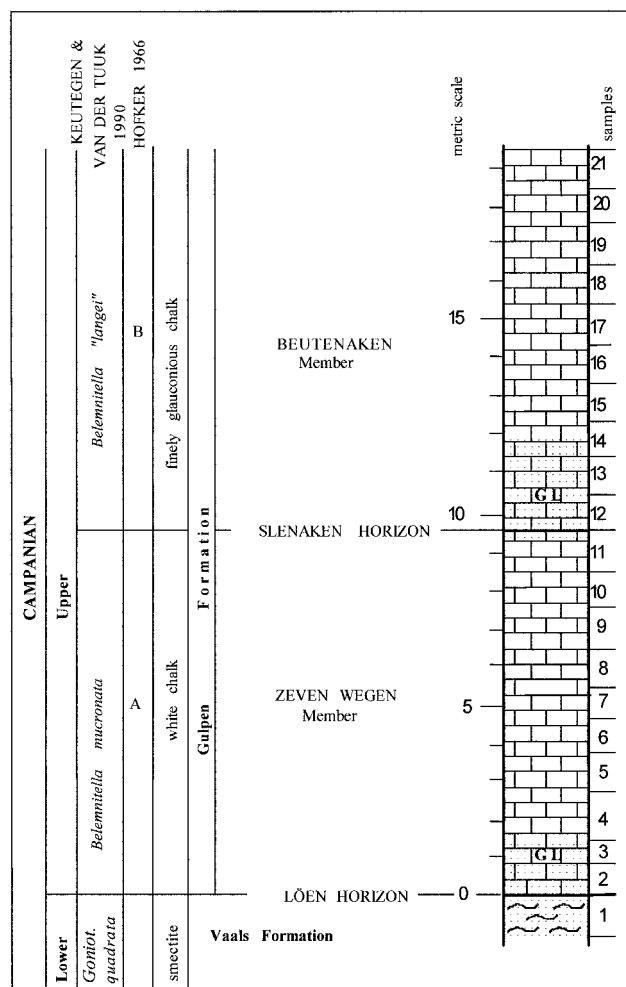 KEUTEGEN &
VAN DER TUUK
1990
HOFKER 1966
metric scale
samples
CAMPANIAN
Upper
Lower
Belemnitella "langei"
Belemnitella mucronata
Goniot.
quadrata
B
A
finely glauconious chalk
white chalk
smectite
Gulpen Formation
BEUTENAKEN
Member
SLENAKEN HORIZON
ZEVEN WEGEN
Member
LÖEN HORIZON
Vaals Formation
15
10
5
0
GL
GL
21
20
19
18
17
16
15
14
13
12
11
10
9
8
7
6
5
4
3
2
1